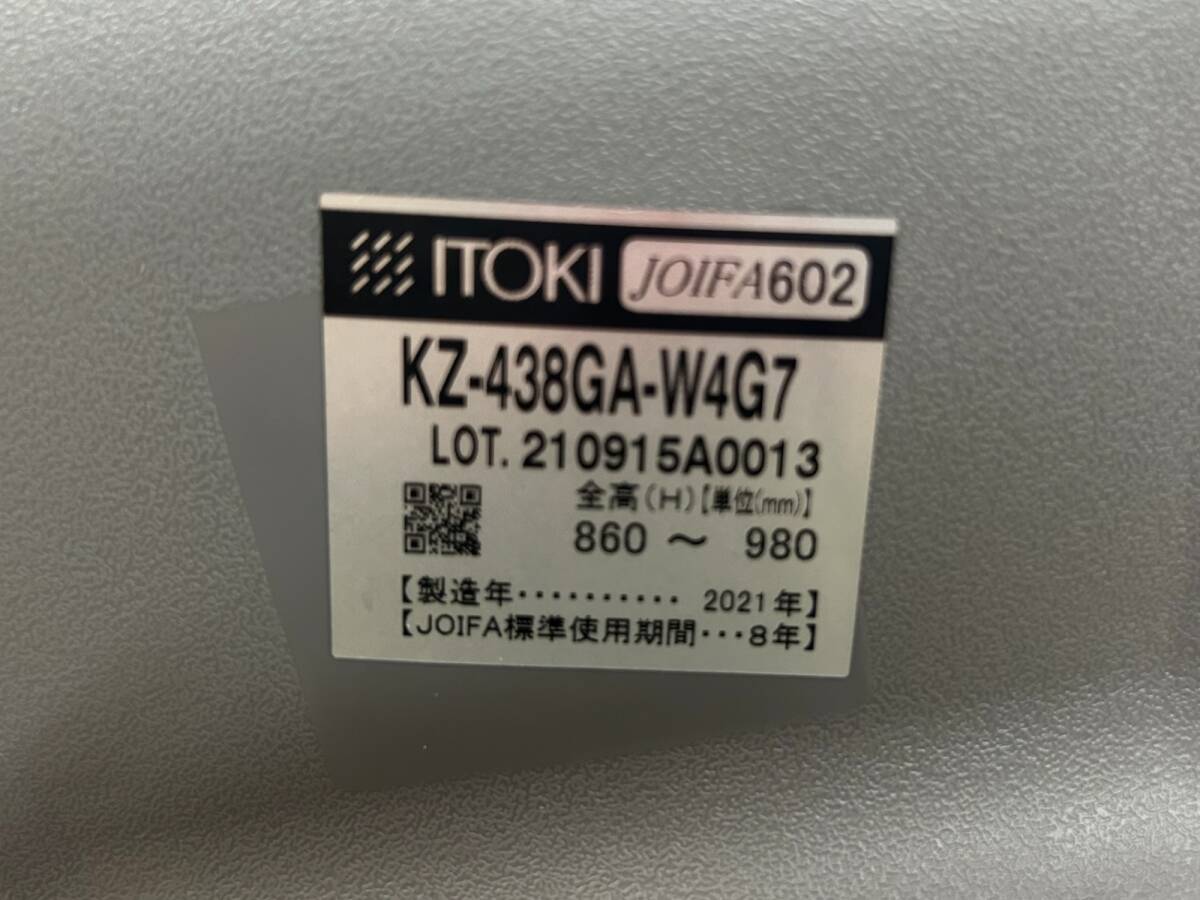 ITOKI JOIFA602
KZ-438GA-W4G7
LOT. 210915A0013
全高(H)【単位(mm)】
860 ～ 980
【製造年・・・・・・・・・・ 2021年】
【JOIFA標準使用期間・・・8年】